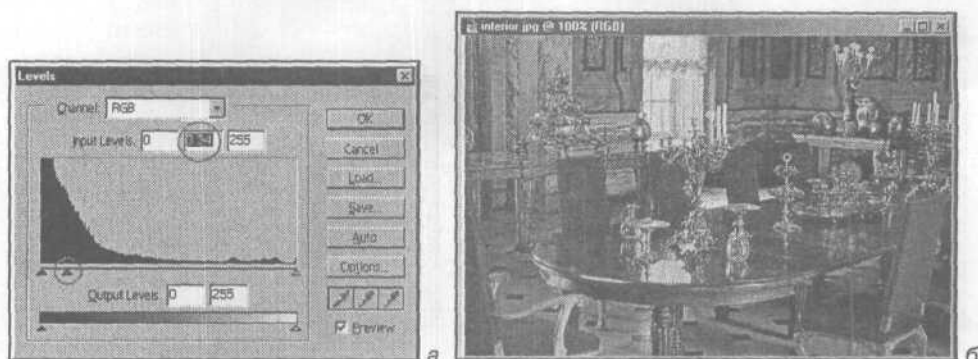 Levels
Channel: RGB
Input Levels: 0 255
OK
Cancel
Load...
Save...
Auto
Options...
Output Levels: 0 255
Preview
а
interior.jpg @ 100% (RGB)
б